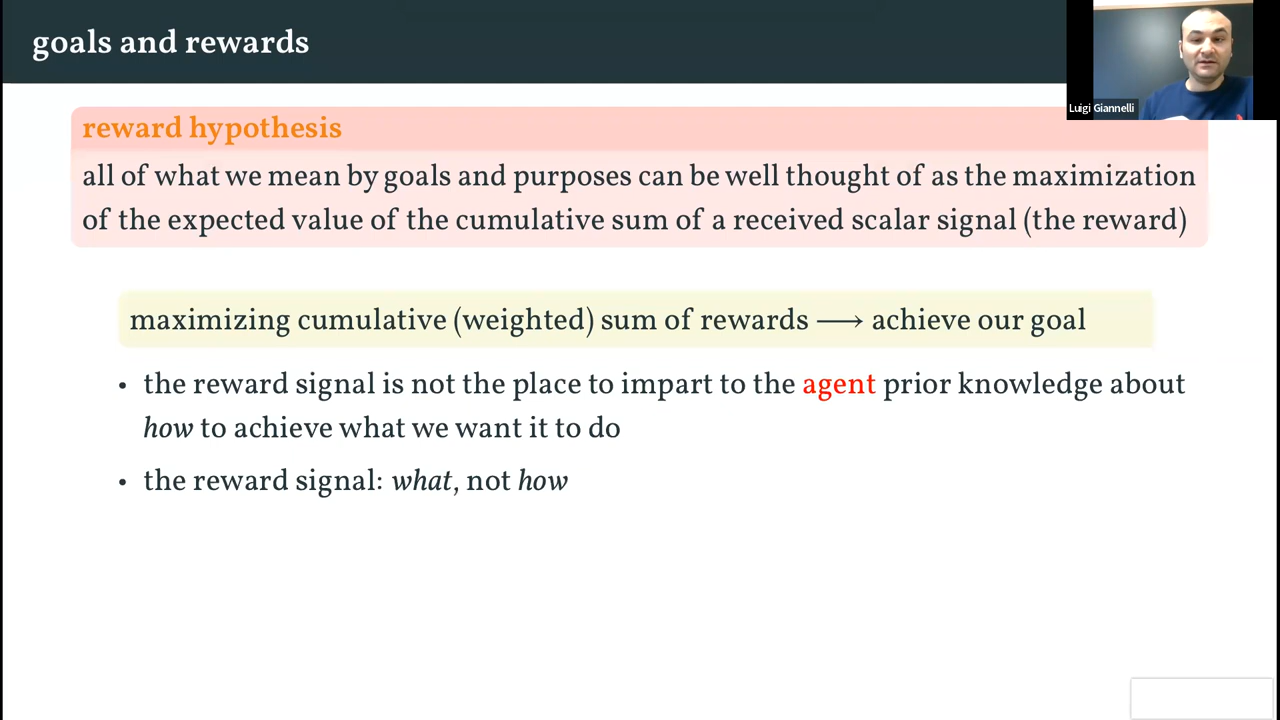 goals and rewards
Luigi Giannelli
reward hypothesis
all of what we mean by goals and purposes can be well thought of as the maximization
of the expected value of the cumulative sum of a received scalar signal (the reward)
maximizing cumulative (weighted) sum of rewards ⟶ achieve our goal
• the reward signal is not the place to impart to the agent prior knowledge about
how to achieve what we want it to do
• the reward signal: what, not how